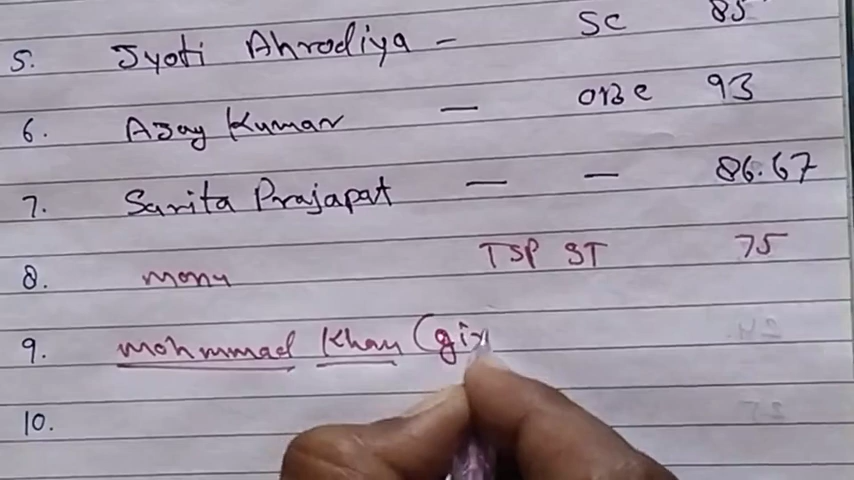 5. Jyoti Ahrodiya - SC 85
6. Ajay Kumar — OBC 93
7. Sarita Prajapat — — 86.67
8. monu TSP ST 75
9. mohmmad Khan (gir
10.